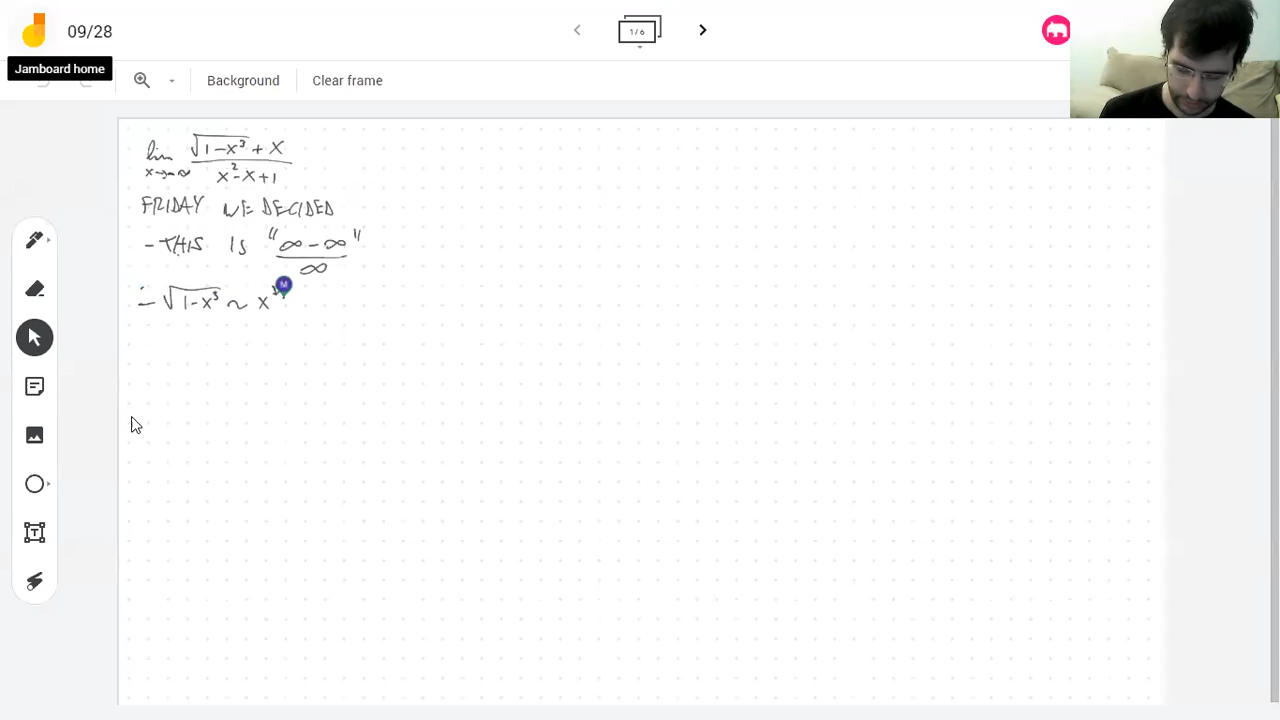 09/28
1/6
Jamboard home
Background
Clear frame
lim x→-∞ √(1-x³) + x / x²-x+1
FRIDAY WE DECIDED
- THIS IS "∞ - ∞ / ∞"
- √(1-x³) ~ x
M